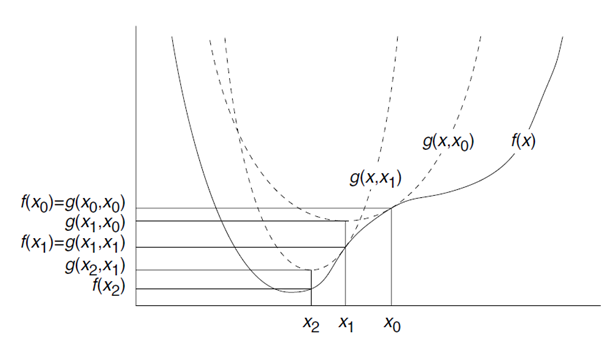 g(x,x₀)
f(x)
g(x,x₁)
f(x₀)=g(x₀,x₀)
g(x₁,x₀)
f(x₁)=g(x₁,x₁)
g(x₂,x₁)
f(x₂)
x₂ x₁ x₀